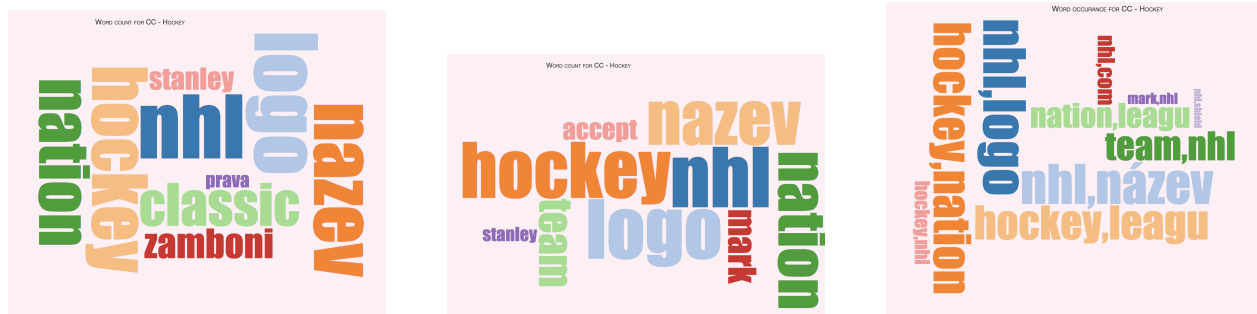 Word count for CC - Hockey
nation
hockey
stanley
nhl
logo
nazev
prava
classic
zamboni
Word count for CC - Hockey
accept
nazev
hockey
nhl
nation
stanley
team
logo
mark
Word occurance for CC - Hockey
hockey,nation
nhl,logo
nhl,com
mark,nhl
nhl,shield
nation,leagu
team,nhl
nhl,název
hockey,leagu
hockey,nhl